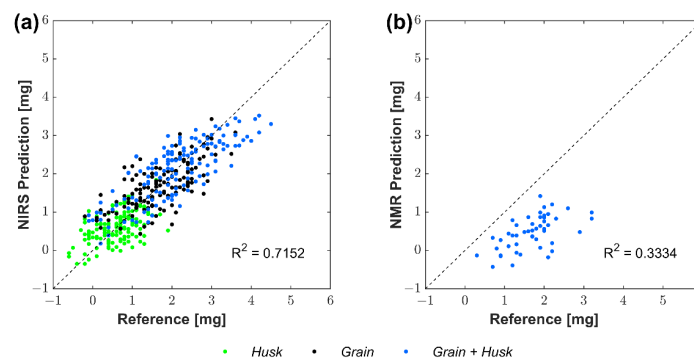 (a)
NIRS Prediction [mg]
6
5
4
3
2
1
0
−1
−1 0 1 2 3 4 5 6
Reference [mg]
R² = 0.7152
(b)
NMR Prediction [mg]
6
5
4
3
2
1
0
−1
−1 0 1 2 3 4 5
Reference [mg]
R² = 0.3334
Husk Grain Grain + Husk